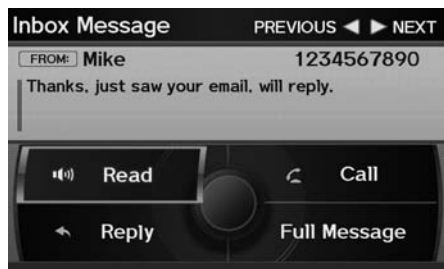 Inbox Message PREVIOUS ◀ ▶ NEXT
FROM: Mike 1234567890
Thanks, just saw your email, will reply.
Read Call
Reply Full Message